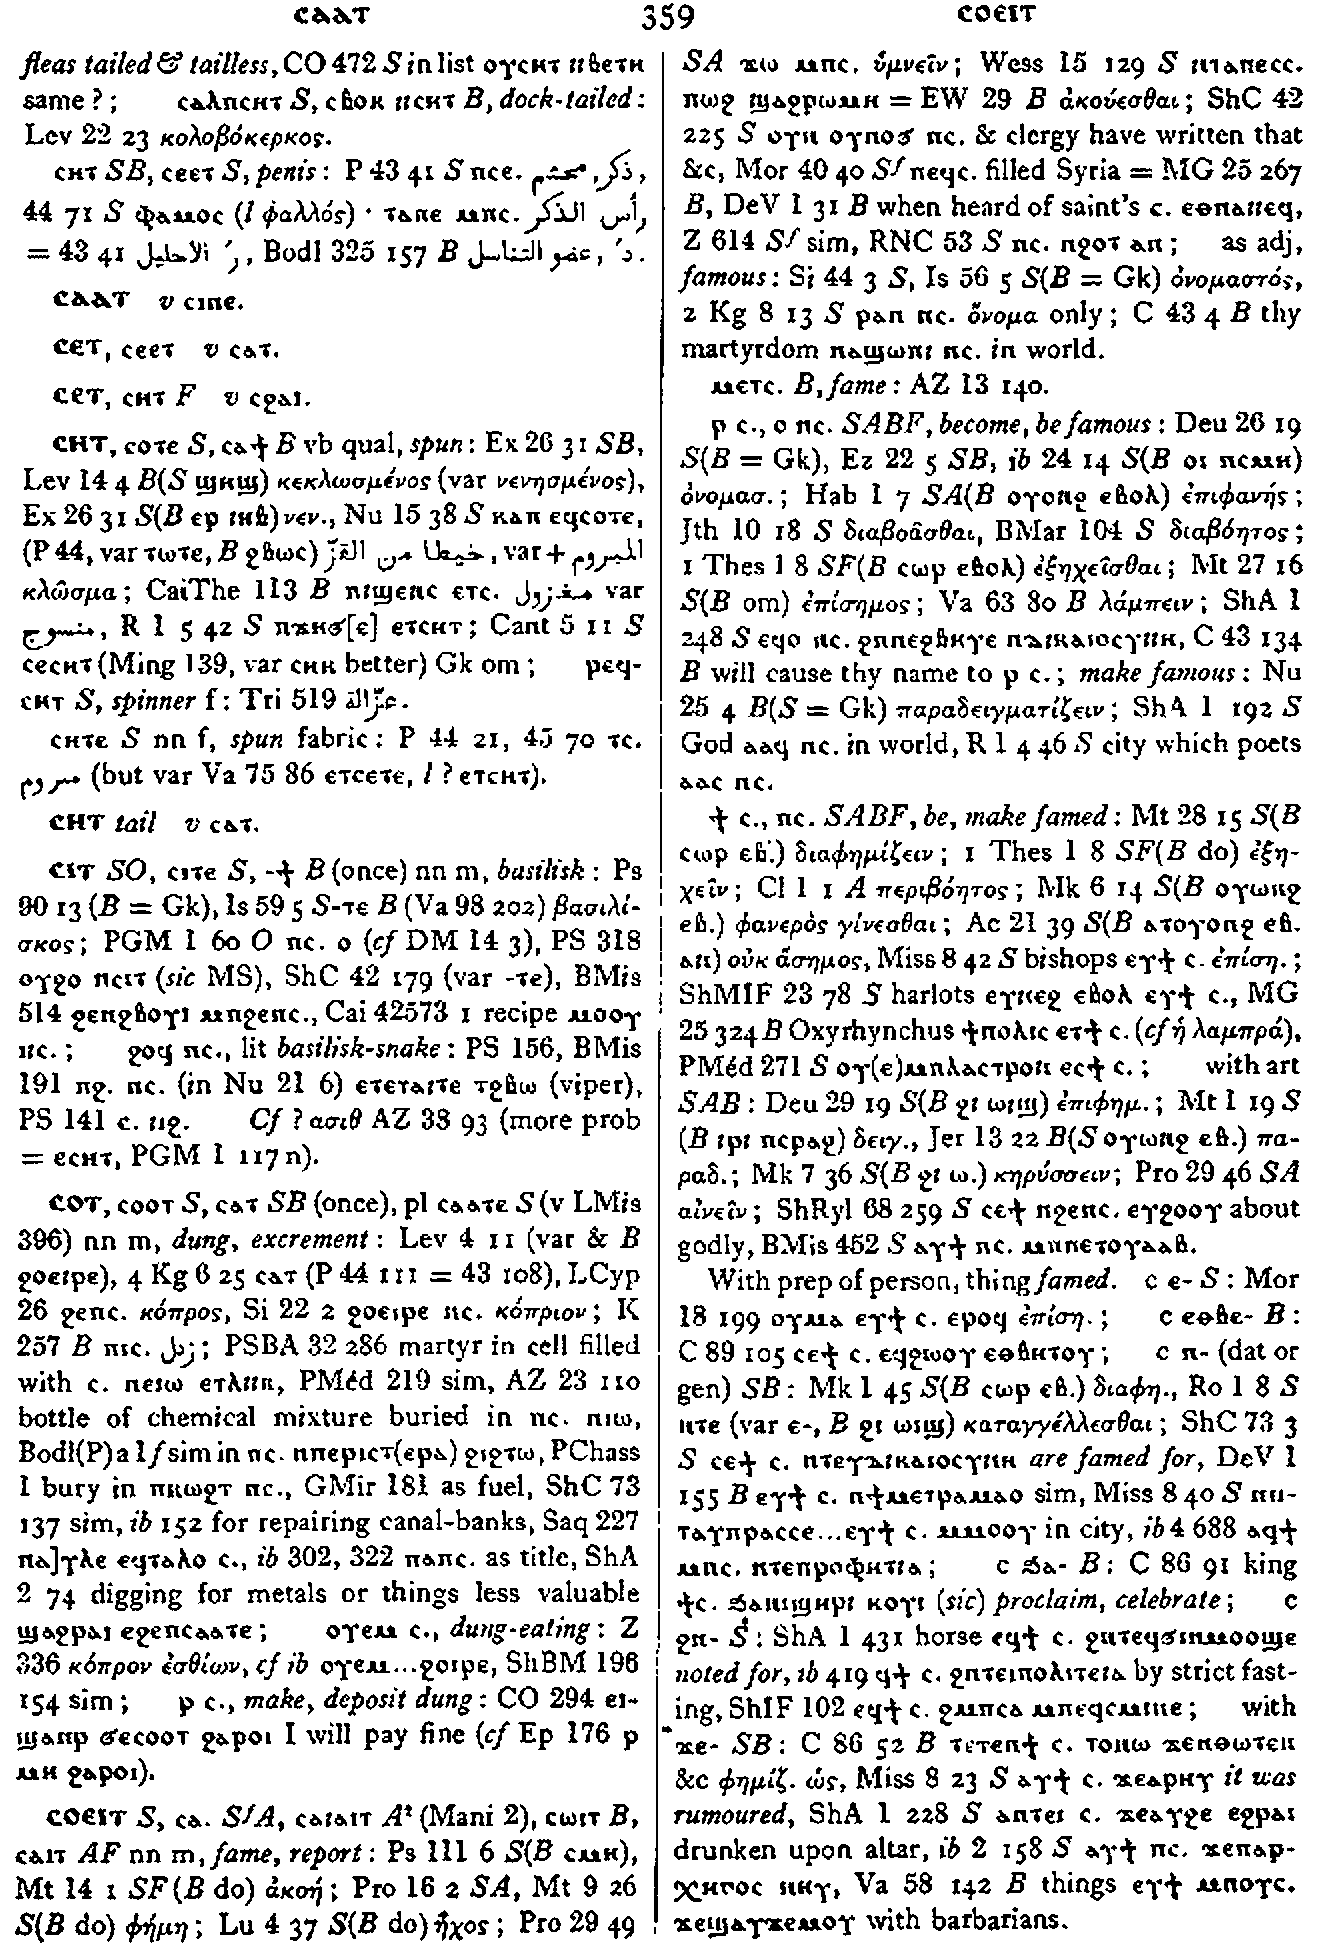 ⲥⲁⲁⲧ 359 ⲥⲟⲉⲓⲧ
fleas tailed & tailless, CO 472 S in list ⲟⲩⲥⲏⲧ ⲛⲃⲉⲧⲏ
same ? ; ⲥⲁⲗⲡⲥⲏⲧ S, ⲥⲃⲟⲕ ⲛⲥⲏⲧ B, dock-tailed :
Lev 22 23 κολοβόκερκος.
ⲥⲏⲧ SB, ⲥⲉⲉⲧ S, penis : P 43 41 S ⲡⲥⲉ. ذكر,
44 71 S ⲫⲁⲙⲟⲥ (l φαλλός) · ⲧⲁⲡⲉ ⲙⲡⲥ. رأس الذكر,
= 43 41 ر' الاحليل, Bodl 325 157 B عضو التناسل, د'.
ⲥⲁⲁⲧ v ⲥⲓⲛⲉ.
ⲥⲉⲧ, ⲥⲉⲉⲧ v ⲥⲁⲧ.
ⲥⲉⲧ, ⲥⲏⲧ F v ⲥϩⲁⲓ.
ⲥⲏⲧ, ⲥⲟⲧⲉ S, ⲥⲁϯ B vb qual, spun : Ex 26 31 SB,
Lev 14 4 B(S ϣⲏϣ) κεκλωσμένος (var νενησμένος),
Ex 26 31 S(B ⲉⲣ ⲓⲏⲃ) νεν., Nu 15 38 S ⲕⲁⲡ ⲉϥⲥⲟⲧⲉ,
(P 44, var ⲧⲱⲧⲉ, B ϩⲃⲱⲥ) خيطا من القز, var + المبروم
κλῶσμα ; CaiThe 113 B ⲡⲓϣⲉⲛⲥ ⲉⲧⲥ. مغزول var
منسوج, R 1 5 42 S ⲡϫⲏϭ[ⲉ] ⲉⲧⲥⲏⲧ ; Cant 5 11 S
ⲥⲉⲥⲏⲧ (Ming 139, var ⲥⲏⲕ better) Gk om ; ⲣⲉϥ-
ⲥⲏⲧ S, spinner f : Tri 519 غزّالة.
ⲥⲏⲧⲉ S nn f, spun fabric : P 44 21, 45 70 ⲧⲥ.
مبروم (but var Va 75 86 ⲉⲧⲥⲉⲧⲉ, l ? ⲉⲧⲥⲏⲧ).
ⲥⲏⲧ tail v ⲥⲁⲧ.
ⲥⲓⲧ SO, ⲥⲓⲧⲉ S, -ϯ B (once) nn m, basilisk : Ps
90 13 (B = Gk), Is 59 5 S-ⲧⲉ B (Va 98 202) βασιλί-
σκος ; PGM 1 60 O ⲡⲥ. ο (cf DM 14 3), PS 318
ⲟⲩϩⲟ ⲛⲥⲓⲧ (sic MS), ShC 42 179 (var -ⲧⲉ), BMis
514 ϩⲉⲛϩⲃⲟⲩⲓ ⲙⲛϩⲉⲛⲥ., Cai 42573 1 recipe ⲙⲟⲟⲩ
ⲛⲥ. ; ϩⲟϥ ⲛⲥ., lit basilisk-snake : PS 156, BMis
191 ⲛϩ. ⲛⲥ. (in Nu 21 6) ⲉⲧⲉⲧⲁⲓⲧⲉ ⲧϩⲃⲱ (viper),
PS 141 ⲥ. ⲛϩ. Cf ? ασιθ AZ 38 93 (more prob
= ⲉⲥⲏⲧ, PGM 1 117 n).
ⲥⲟⲧ, ⲥⲟⲟⲧ S, ⲥⲁⲧ SB (once), pl ⲥⲁⲁⲧⲉ S (v LMis
396) nn m, dung, excrement : Lev 4 11 (var & B
ϩⲟⲉⲓⲣⲉ), 4 Kg 6 25 ⲥⲁⲧ (P 44 111 = 43 108), LCyp
26 ϩⲉⲛⲥ. κόπρος, Si 22 2 ϩⲟⲉⲓⲣⲉ ⲛⲥ. κόπριον ; K
257 B ⲡⲓⲥ. زبل ; PSBA 32 286 martyr in cell filled
with ⲥ. ⲛⲉⲓⲱ ⲉⲧⲗⲏⲛ, PMéd 219 sim, AZ 23 110
bottle of chemical mixture buried in ⲡⲥ. ⲛⲓⲱ,
Bodl(P) a 1 f sim in ⲡⲥ. ⲛⲡⲉⲣⲓⲥⲧ(ⲉⲣⲁ) ϩⲓϩⲧⲱ, PChass
1 bury in ⲡⲕⲱϩⲧ ⲛⲥ., GMir 181 as fuel, ShC 73
137 sim, ib 152 for repairing canal-banks, Saq 227
ⲡⲁ]ⲩⲗⲉ ⲉϥⲧⲁⲗⲟ ⲥ., ib 302, 322 ⲡⲁⲡⲥ. as title, ShA
2 74 digging for metals or things less valuable
ϣⲁϩⲣⲁⲓ ⲉϩⲉⲛⲥⲁⲁⲧⲉ ; ⲟⲩⲉⲙ ⲥ., dung-eating : Z
336 κόπρον ἐσθίων, cf ib ⲟⲩⲉⲙ...ϩⲟⲓⲣⲉ, ShBM 196
154 sim ; ⲣ ⲥ., make, deposit dung : CO 294 ⲉⲓ-
ϣⲁⲛⲣ ϭⲉⲥⲟⲟⲧ ϩⲁⲣⲟⲓ I will pay fine (cf Ep 176 ⲣ
ⲙⲏ ϩⲁⲣⲟⲓ).
ⲥⲟⲉⲓⲧ S, ⲥⲁ. SfA, ⲥⲁⲓⲁⲓⲧ A² (Mani 2), ⲥⲱⲓⲧ B,
ⲥⲁⲓⲧ AF nn m, fame, report : Ps 111 6 S(B ⲥⲙⲏ),
Mt 14 1 SF (B do) ἀκοή ; Pro 16 2 SA, Mt 9 26
S(B do) φήμη ; Lu 4 37 S(B do) ἦχος ; Pro 29 49
SA ϫⲱ ⲙⲡⲥ. ὑμνεῖν ; Wess 15 129 S ⲛⲧⲁⲡⲉⲥⲥ.
ⲡⲱϩ ϣⲁϩⲣⲱⲙⲏ = EW 29 B ἀκούεσθαι ; ShC 42
225 S ⲟⲩⲛ ⲟⲩⲛⲟϭ ⲛⲥ. & clergy have written that
&c, Mor 40 40 Sf ⲡⲉϥⲥ. filled Syria = MG 25 267
B, DeV 1 31 B when heard of saint's ⲥ. ⲉⲑⲛⲁⲛⲉϥ,
Z 614 Sf sim, RNC 53 S ⲡⲥ. ⲛϩⲟⲧ ⲁⲛ ; as adj,
famous : Si 44 3 S, Is 56 5 S(B = Gk) ὀνομαστός,
2 Kg 8 13 S ⲣⲁⲛ ⲛⲥ. ὄνομα only ; C 43 4 B thy
martyrdom ⲛⲁϣⲱⲡⲓ ⲛⲥ. in world.
ⲙⲉⲧⲥ. B, fame : AZ 13 140.
ⲣ ⲥ., ⲟ ⲛⲥ. SABF, become, be famous : Deu 26 19
S(B = Gk), Ez 22 5 SB, ib 24 14 S(B ⲟⲓ ⲛⲥⲙⲏ)
ὀνομασ. ; Hab 1 7 SA(B ⲟⲩⲟⲛϩ ⲉⲃⲟⲗ) ἐπιφανής ;
Jth 10 18 S διαβοᾶσθαι, BMar 104 S διαβόητος ;
1 Thes 1 8 SF(B ⲥⲱⲣ ⲉⲃⲟⲗ) ἐξηχεῖσθαι ; Mt 27 16
S(B om) ἐπίσημος ; Va 63 80 B λάμπειν ; ShA 1
248 S ⲉϥⲟ ⲛⲥ. ϩⲛⲛⲉϩⲃⲏⲩⲉ ⲛⲇⲓⲕⲁⲓⲟⲥⲩⲛⲏ, C 43 134
B will cause thy name to ⲣ ⲥ. ; make famous : Nu
25 4 B(S = Gk) παραδειγματίζειν ; ShA 1 192 S
God ⲁⲁϥ ⲛⲥ. in world, R 1 4 46 S city which poets
ⲁⲁⲥ ⲛⲥ.
ϯ ⲥ., ⲛⲥ. SABF, be, make famed : Mt 28 15 S(B
ⲥⲱⲣ ⲉⲃ.) διαφημίζειν ; 1 Thes 1 8 SF(B do) ἐξη-
χεῖν ; Cl 1 1 A περιβόητος ; Mk 6 14 S(B ⲟⲩⲱⲛϩ
ⲉⲃ.) φανερὸς γίνεσθαι ; Ac 21 39 S(B ⲁⲧⲟⲩⲟⲛϩ ⲉⲃ.
ⲁⲛ) οὐκ ἄσημος, Miss 8 42 S bishops ⲉⲩϯ ⲥ. ἐπίση. ;
ShMIF 23 78 S harlots ⲉⲩⲛⲉϩ ⲉⲃⲟⲗ ⲉⲩϯ ⲥ., MG
25 324 B Oxyrhynchus ϯⲡⲟⲗⲓⲥ ⲉⲧϯ ⲥ. (cf ἡ λαμπρά),
PMéd 271 S ⲟⲩ(ⲉ)ⲙⲡⲗⲁⲥⲧⲣⲟⲛ ⲉⲥϯ ⲥ. ; with art
SAB : Deu 29 19 S(B ϩⲓ ⲱⲓϣ) ἐπιφημ. ; Mt 1 19 S
(B ⲓⲣⲓ ⲛⲥⲣⲁϩ) δειγ., Jer 13 22 B(S ⲟⲩⲱⲛϩ ⲉⲃ.) πα-
ραδ. ; Mk 7 36 S(B ϩⲓ ⲱ.) κηρύσσειν ; Pro 29 46 SA
αἰνεῖν ; ShRyl 68 259 S ⲥⲉϯ ⲛϩⲉⲛⲥ. ⲉⲩϩⲟⲟⲩ about
godly, BMis 452 S ⲁⲩϯ ⲛⲥ. ⲙⲡⲡⲉⲧⲟⲩⲁⲁⲃ.
With prep of person, thing famed. c ⲉ- S : Mor
18 199 ⲟⲩⲙⲁ ⲉⲩϯ ⲥ. ⲉⲣⲟϥ ἐπίση. ; c ⲉⲑⲃⲉ- B :
C 89 105 ⲥⲉϯ ⲥ. ⲉϥϩⲱⲟⲩ ⲉⲑⲃⲏⲧⲟⲩ ; c ⲛ- (dat or
gen) SB : Mk 1 45 S(B ⲥⲱⲣ ⲉⲃ.) διαφη., Ro 1 8 S
ⲛⲧⲉ (var ⲉ-, B ϩⲓ ⲱⲓϣ) καταγγέλλεσθαι ; ShC 73 3
S ⲥⲉϯ ⲥ. ⲛⲧⲉⲩⲇⲓⲕⲁⲓⲟⲥⲩⲛⲏ are famed for, DeV 1
155 B ⲉⲩϯ ⲥ. ⲛϯⲙⲉⲧⲣⲁⲙⲁⲟ sim, Miss 8 40 S ⲛⲛ-
ⲧⲁⲩⲡⲣⲁⲥⲥⲉ...ⲉⲩϯ ⲥ. ⲙⲙⲟⲟⲩ in city, ib 4 688 ⲁϥϯ
ⲙⲡⲥ. ⲛⲧⲉⲡⲣⲟⲫⲏⲧⲓⲁ ; c ϧⲁ- B : C 86 91 king
ϯⲥ. ϧⲁⲛⲓϣⲏⲣⲓ ⲕⲟⲩⲓ (sic) proclaim, celebrate ; c
ϩⲛ- S : ShA 1 431 horse ⲉϥϯ ⲥ. ϩⲛⲧⲉϥϭⲓⲛⲙⲟⲟϣⲉ
noted for, ib 419 ϥϯ ⲥ. ϩⲛⲧⲉⲓⲡⲟⲗⲓⲧⲉⲓⲁ by strict fast-
ing, ShIF 102 ⲉϥϯ ⲥ. ϩⲙⲡⲥⲁ ⲙⲡⲉϥⲥⲙⲓⲛⲉ ; with
ϫⲉ- SB : C 86 52 B ⲧⲉⲧⲉⲛϯ ⲥ. ⲧⲟⲛⲱ ϫⲉⲛⲑⲱⲧⲉⲛ
&c φημίζ. ὡς, Miss 8 23 S ⲁⲩϯ ⲥ. ϫⲉⲁⲣⲏⲩ it was
rumoured, ShA 1 228 S ⲁⲡⲧⲉⲓ ⲥ. ϫⲉⲁⲩϩⲉ ⲉϩⲣⲁⲓ
drunken upon altar, ib 2 158 S ⲁⲩϯ ⲡⲥ. ϫⲉⲡⲁⲣ-
ⲭⲏⲅⲟⲥ ⲛⲏⲩ, Va 58 142 B things ⲉⲩϯ ⲙⲡⲟⲩⲥ.
ϫⲉϣⲁⲩϫⲉⲙⲟⲩ with barbarians.